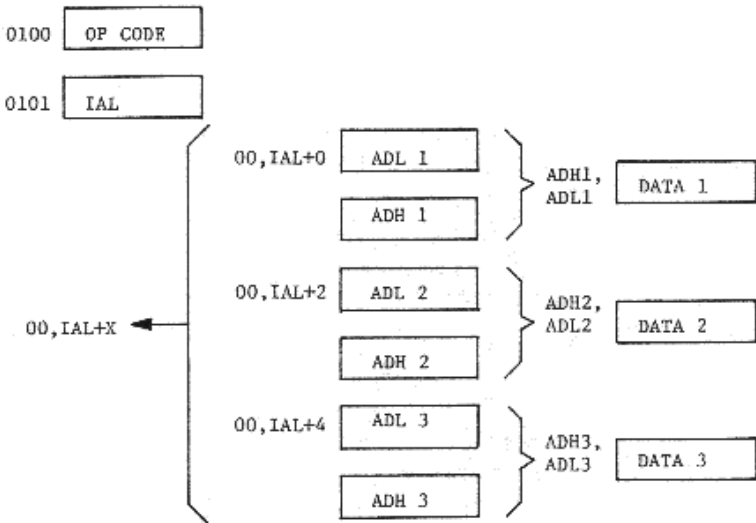 0100 OP CODE
0101 IAL
00,IAL+0 ADL 1
ADH1,
ADL1
DATA 1
ADH 1
00,IAL+2 ADL 2
ADH2,
ADL2
DATA 2
00,IAL+X
ADH 2
00,IAL+4 ADL 3
ADH3,
ADL3
DATA 3
ADH 3